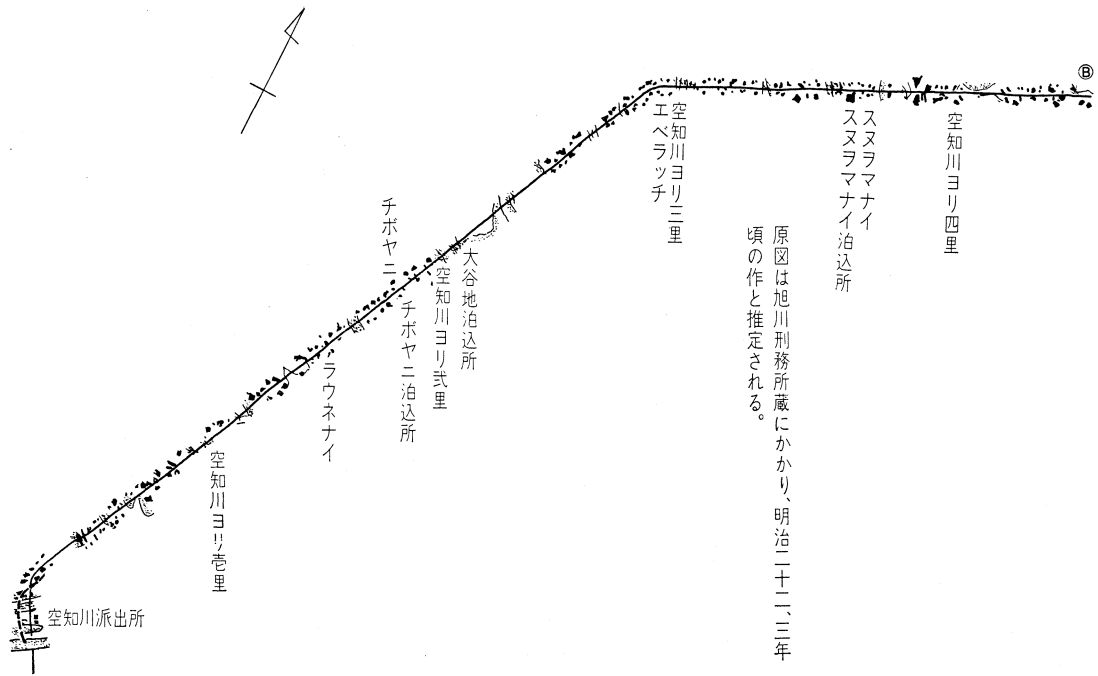 Ⓑ
空知川ヨリ四里
スヌヲマナイ
スヌヲマナイ泊込所
空知川ヨリ三里
エベラッチ
原図は旭川刑務所蔵にかかり、明治二十二、三年
頃の作と推定される。
大谷地泊込所
空知川ヨリ弐里
チボヤニ泊込所
チボヤニ
ラウネナイ
空知川ヨリ壱里
空知川派出所